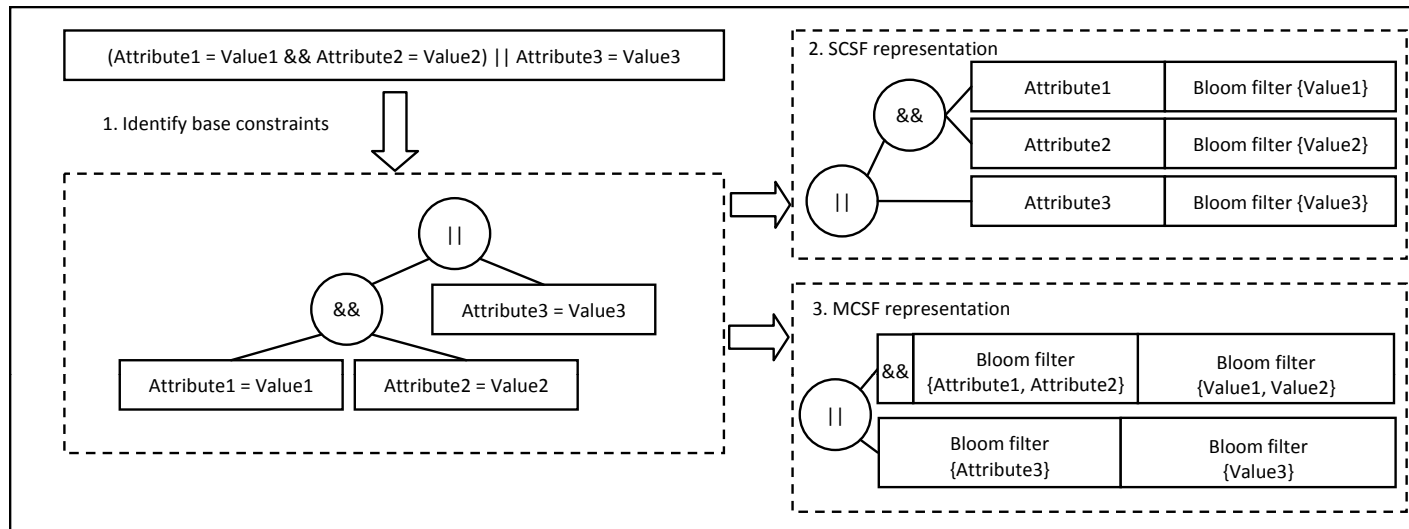 (Attribute1 = Value1 && Attribute2 = Value2) || Attribute3 = Value3
1. Identify base constraints
||
&&
Attribute3 = Value3
Attribute1 = Value1
Attribute2 = Value2
2. SCSF representation
&&
||
Attribute1
Bloom filter {Value1}
Attribute2
Bloom filter {Value2}
Attribute3
Bloom filter {Value3}
3. MCSF representation
||
&&
Bloom filter
{Attribute1, Attribute2}
Bloom filter
{Value1, Value2}
Bloom filter
{Attribute3}
Bloom filter
{Value3}